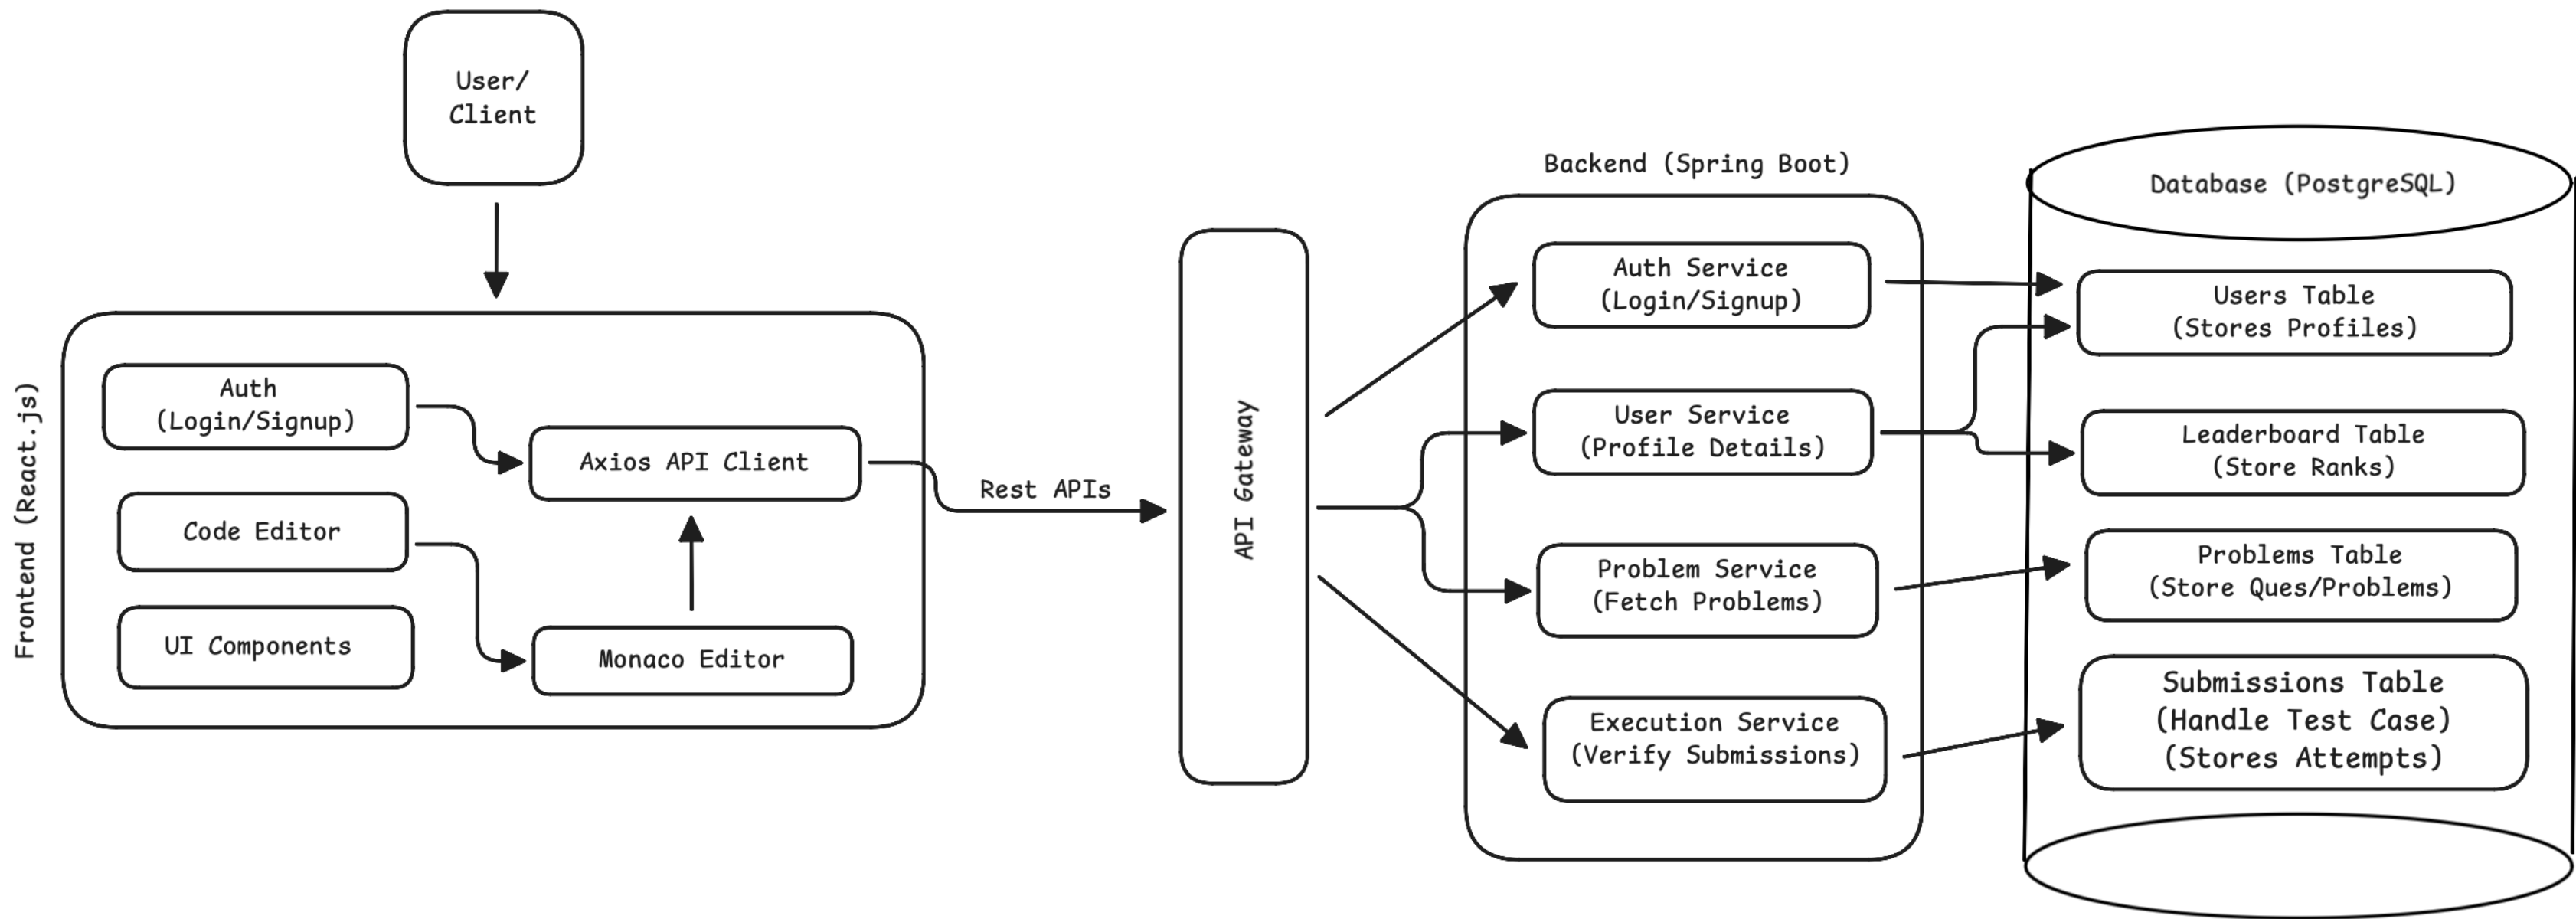 User/
Client
Frontend (React.js)
Auth
(Login/Signup)
Code Editor
UI Components
Axios API Client
Monaco Editor
Rest APIs
API Gateway
Backend (Spring Boot)
Auth Service
(Login/Signup)
User Service
(Profile Details)
Problem Service
(Fetch Problems)
Execution Service
(Verify Submissions)
Database (PostgreSQL)
Users Table
(Stores Profiles)
Leaderboard Table
(Store Ranks)
Problems Table
(Store Ques/Problems)
Submissions Table
(Handle Test Case)
(Stores Attempts)